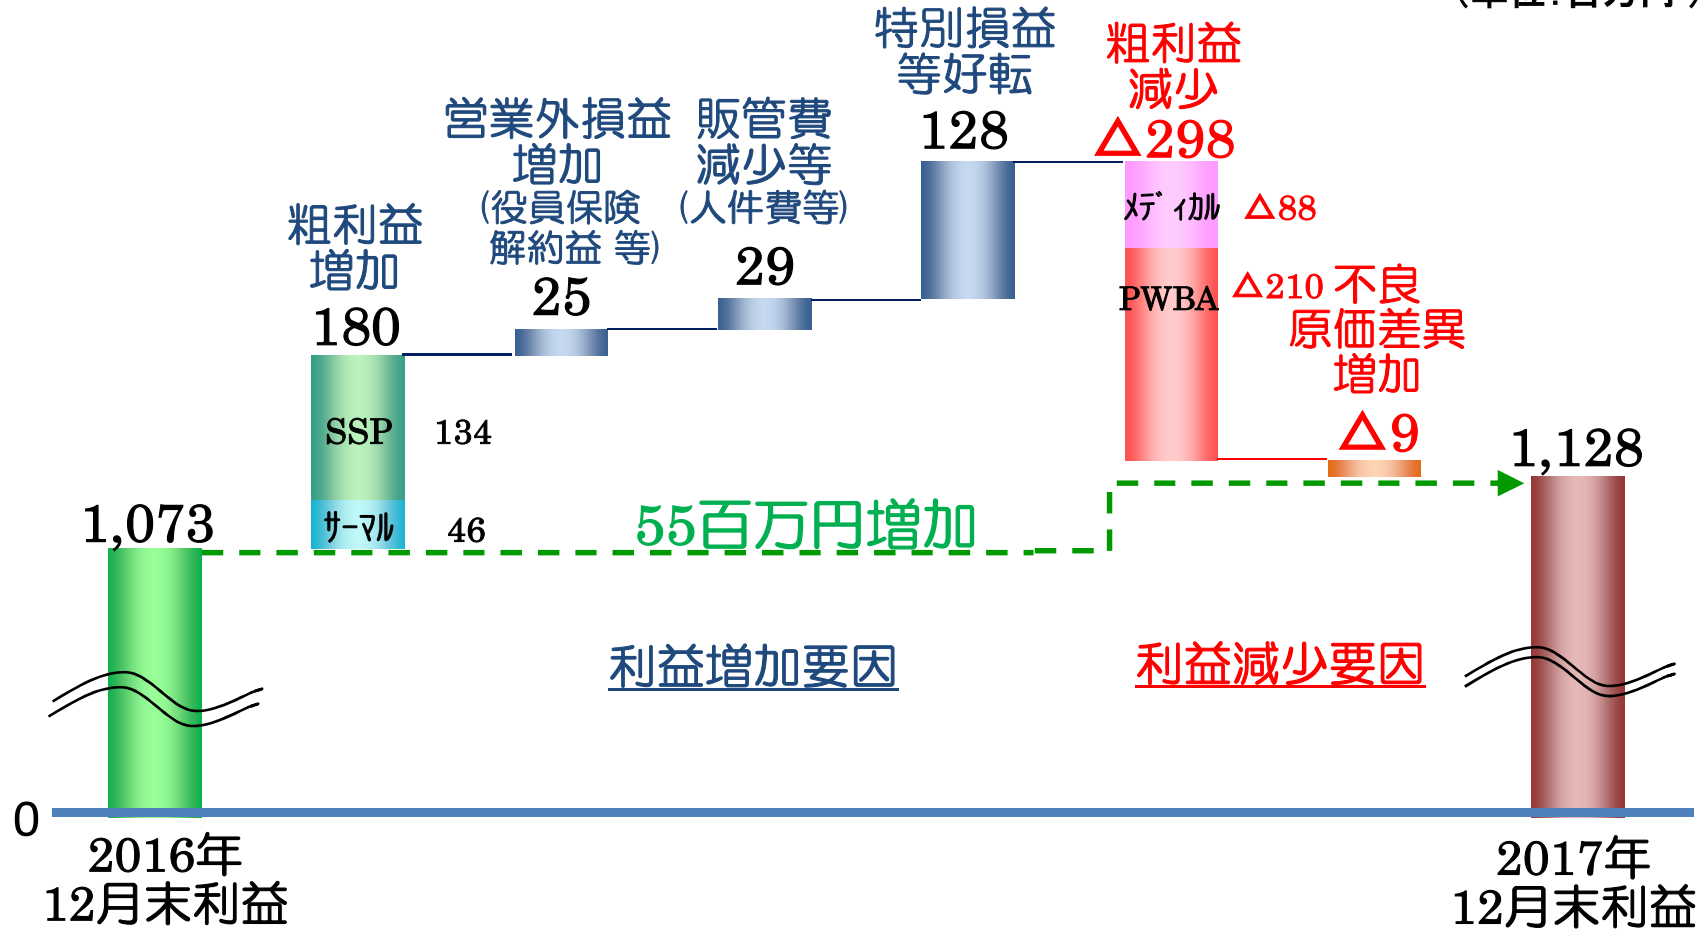 (単位:百万円)
特別損益
等好転
128
粗利益
減少
△298
営業外損益
増加
(役員保険
解約益 等)
25
販管費
減少等
(人件費等)
29
粗利益
増加
180
メディカル
△88
PWBA
△210
不良
原価差異
増加
△9
SSP
134
サーマル
46
1,073
55百万円増加
1,128
利益増加要因
利益減少要因
0
2016年
12月末利益
2017年
12月末利益